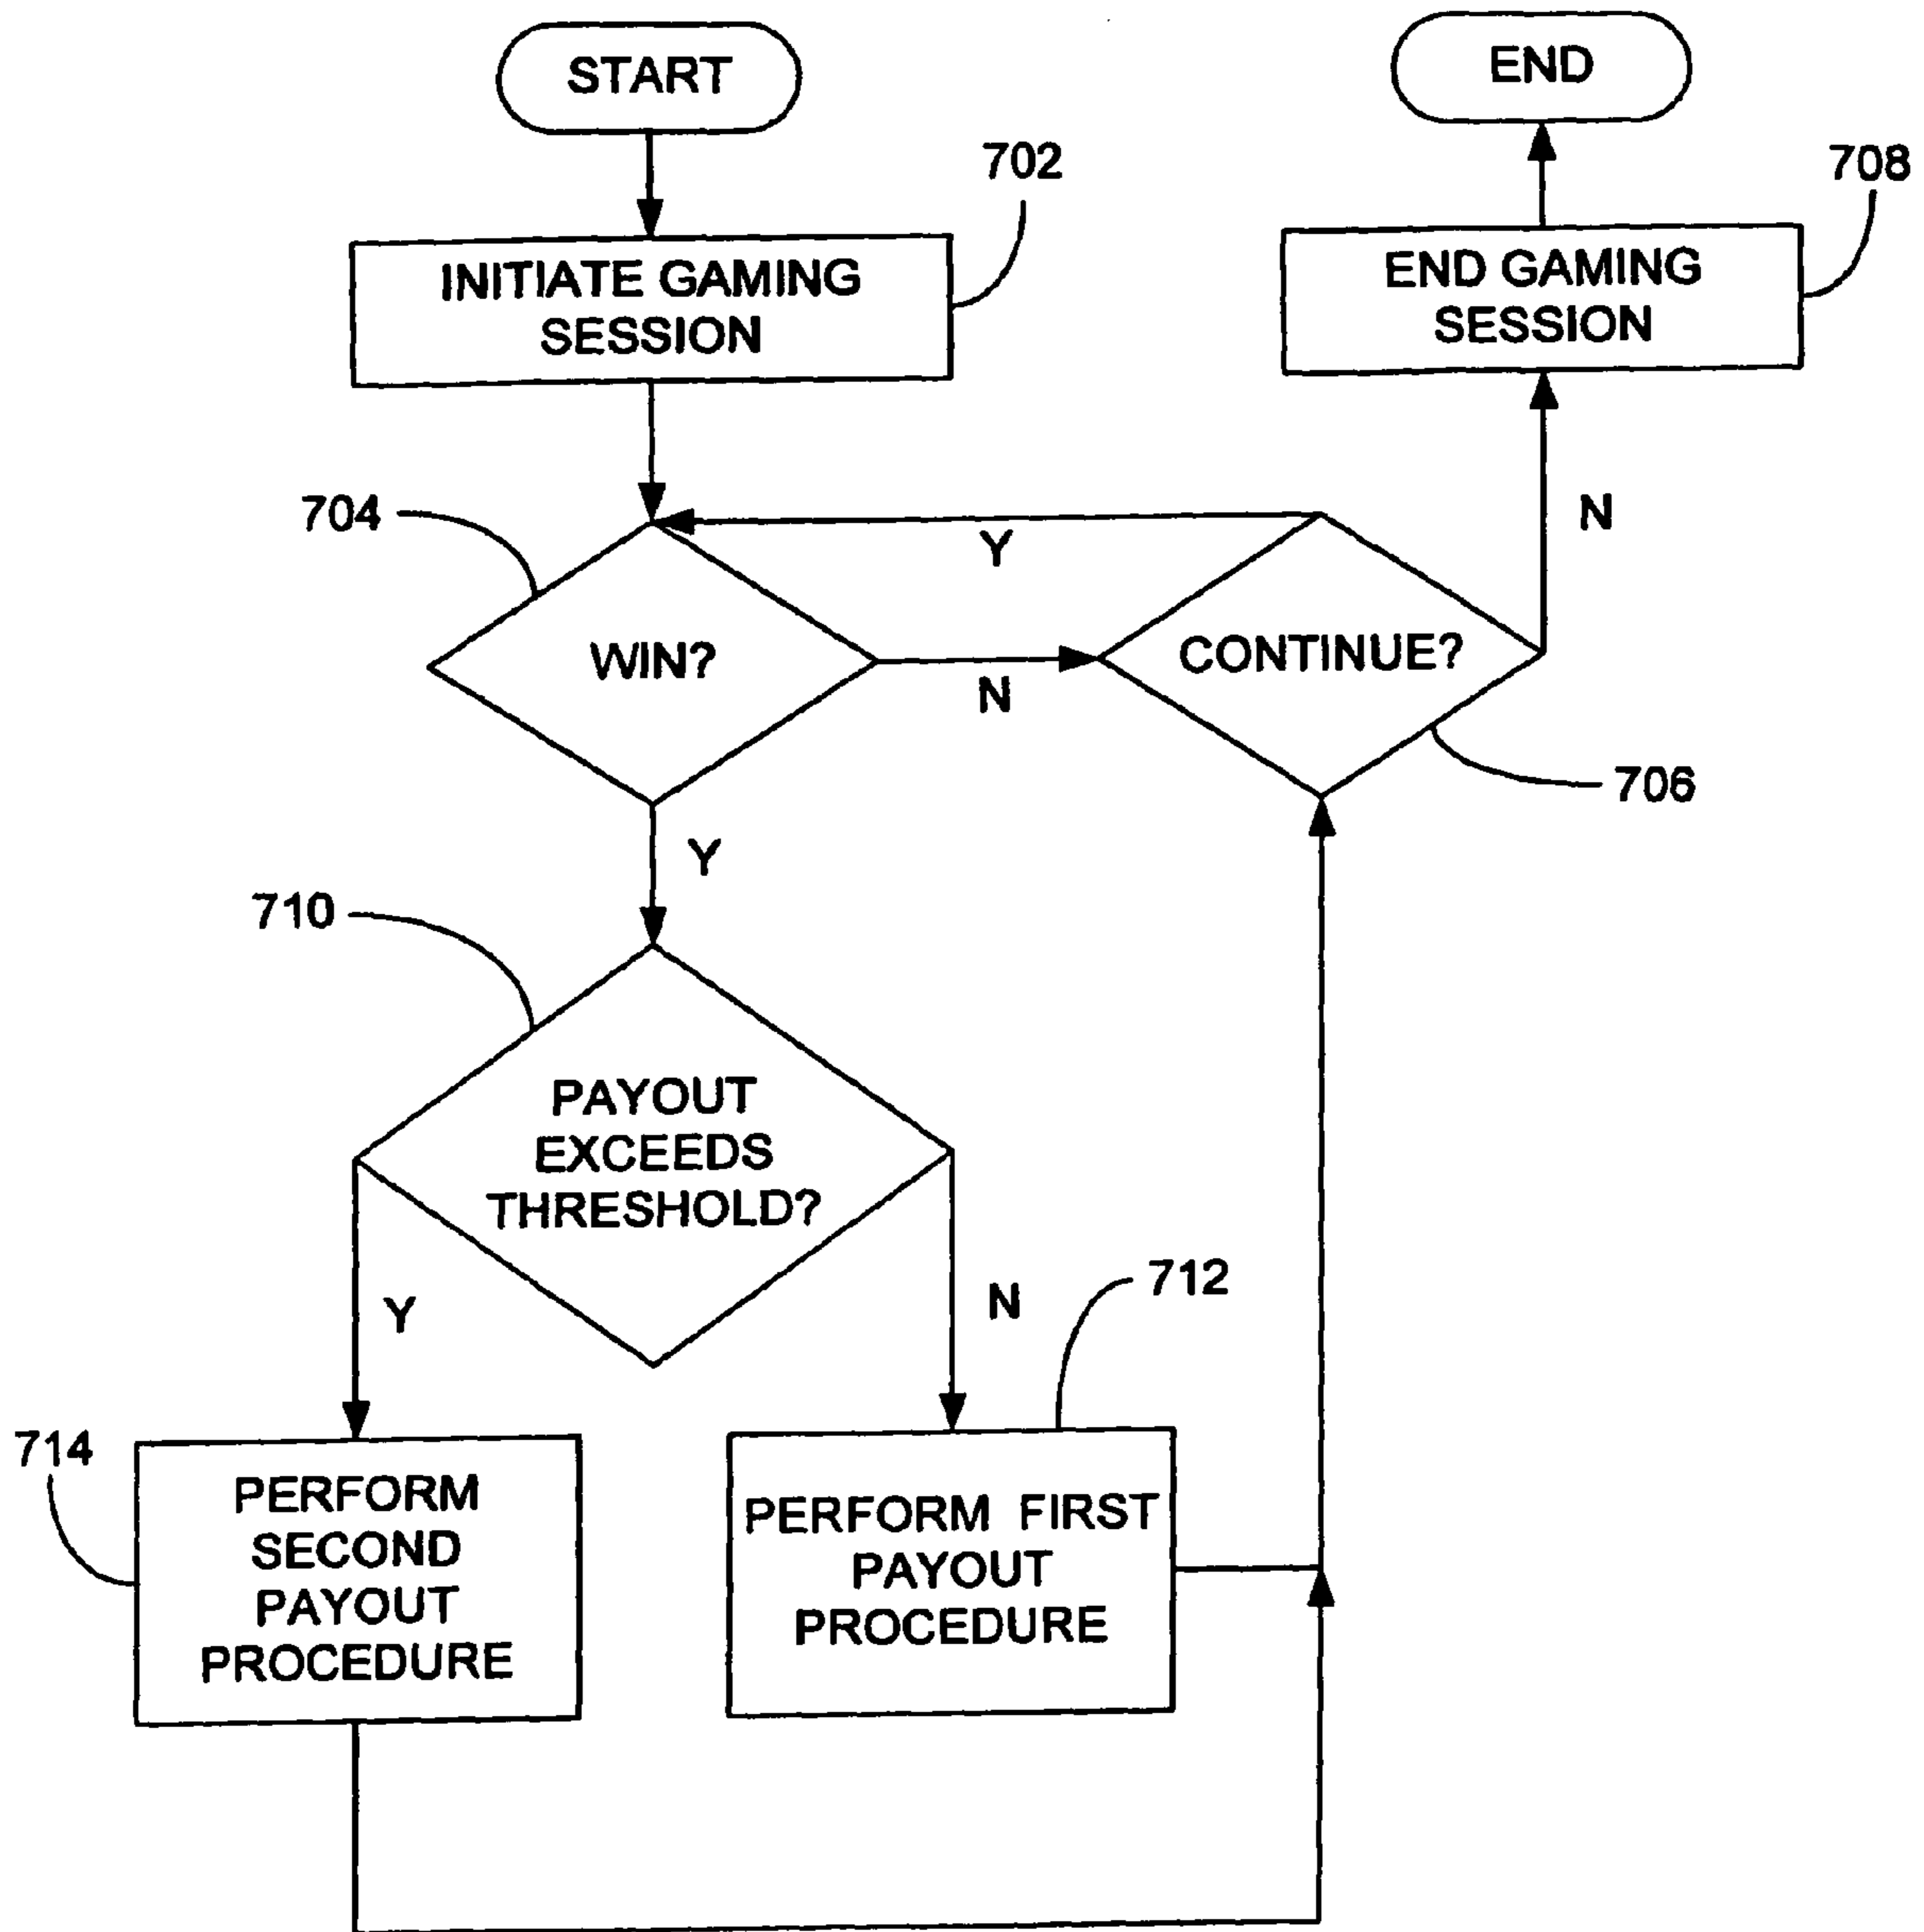 START
END
702
708
INITIATE GAMING
SESSION
END GAMING
SESSION
704
Y
N
WIN?
N
CONTINUE?
706
Y
710
PAYOUT
EXCEEDS
THRESHOLD?
Y
N
712
714
PERFORM
SECOND
PAYOUT
PROCEDURE
PERFORM FIRST
PAYOUT
PROCEDURE